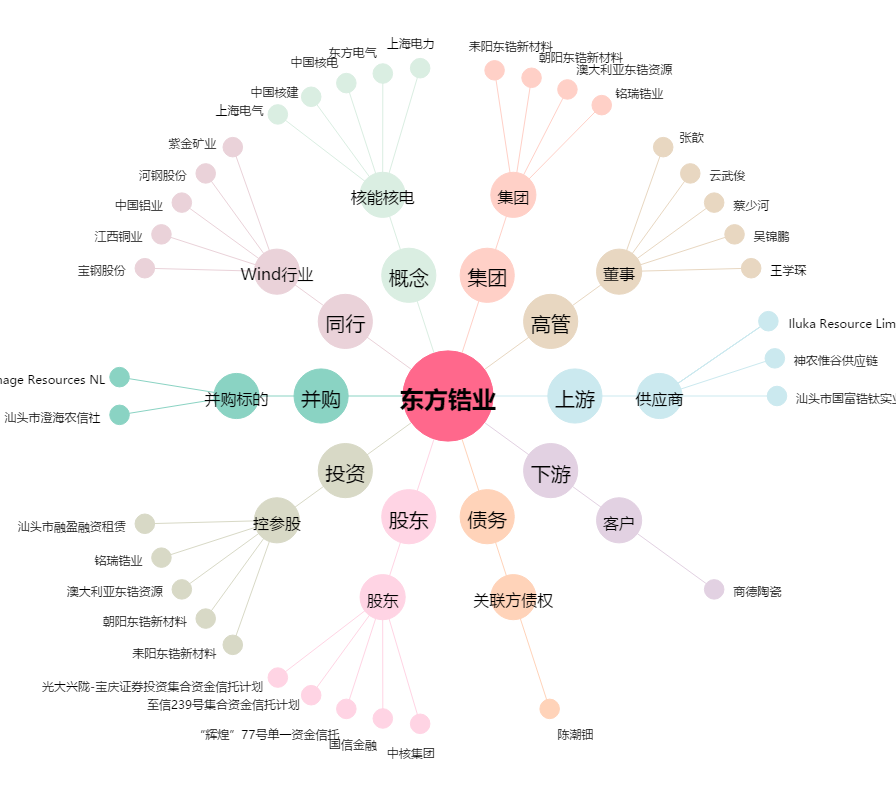 上海电力
东方电气
中国核电
中国核建
上海电气
耒阳东锆新材料
朝阳东锆新材料
澳大利亚东锆资源
铭瑞锆业
紫金矿业
河钢股份
中国铝业
江西铜业
宝钢股份
核能核电
集团
张歆
云武俊
蔡少河
吴锦鹏
王学琛
Wind行业
概念
集团
董事
同行
高管
Iluka Resource Lim
神农惟谷供应链
汕头市国富锆钛实业
nage Resources NL
汕头市澄海农信社
并购标的
并购
东方锆业
上游
供应商
投资
下游
控参股
股东
债务
客户
汕头市融盈融资租赁
铭瑞锆业
澳大利亚东锆资源
朝阳东锆新材料
耒阳东锆新材料
商德陶瓷
股东
关联方债权
光大兴陇-宝庆证券投资集合资金信托计划
至信239号集合资金信托计划
“辉煌”77号单一资金信托
国信金融
中核集团
陈潮钿